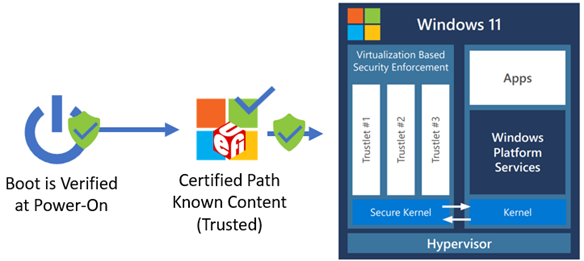 Boot is Verified
at Power-On
uefi
Certified Path
Known Content
(Trusted)
Windows 11
Virtualization Based
Security Enforcement
Trustlet #1
Trustlet #2
Trustlet #3
Secure Kernel
Apps
Windows
Platform
Services
Kernel
Hypervisor